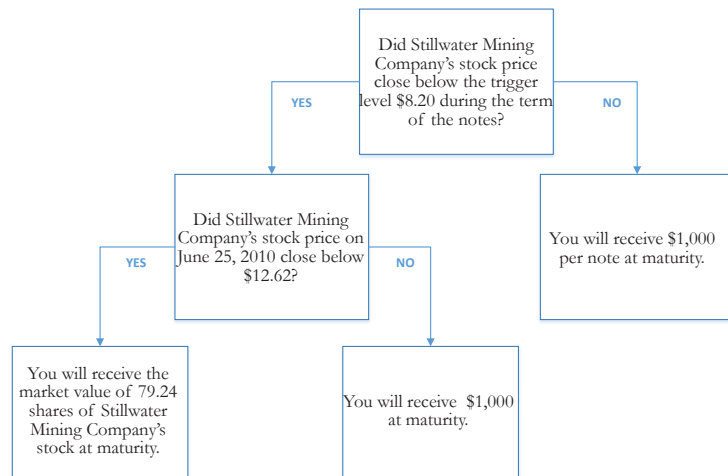 Did Stillwater Mining
Company's stock price
close below the trigger
level $8.20 during the term
of the notes?
YES
NO
Did Stillwater Mining
Company's stock price on
June 25, 2010 close below
$12.62?
You will receive $1,000
per note at maturity.
YES
NO
You will receive the
market value of 79.24
shares of Stillwater
Mining Company's
stock at maturity.
You will receive $1,000
at maturity.